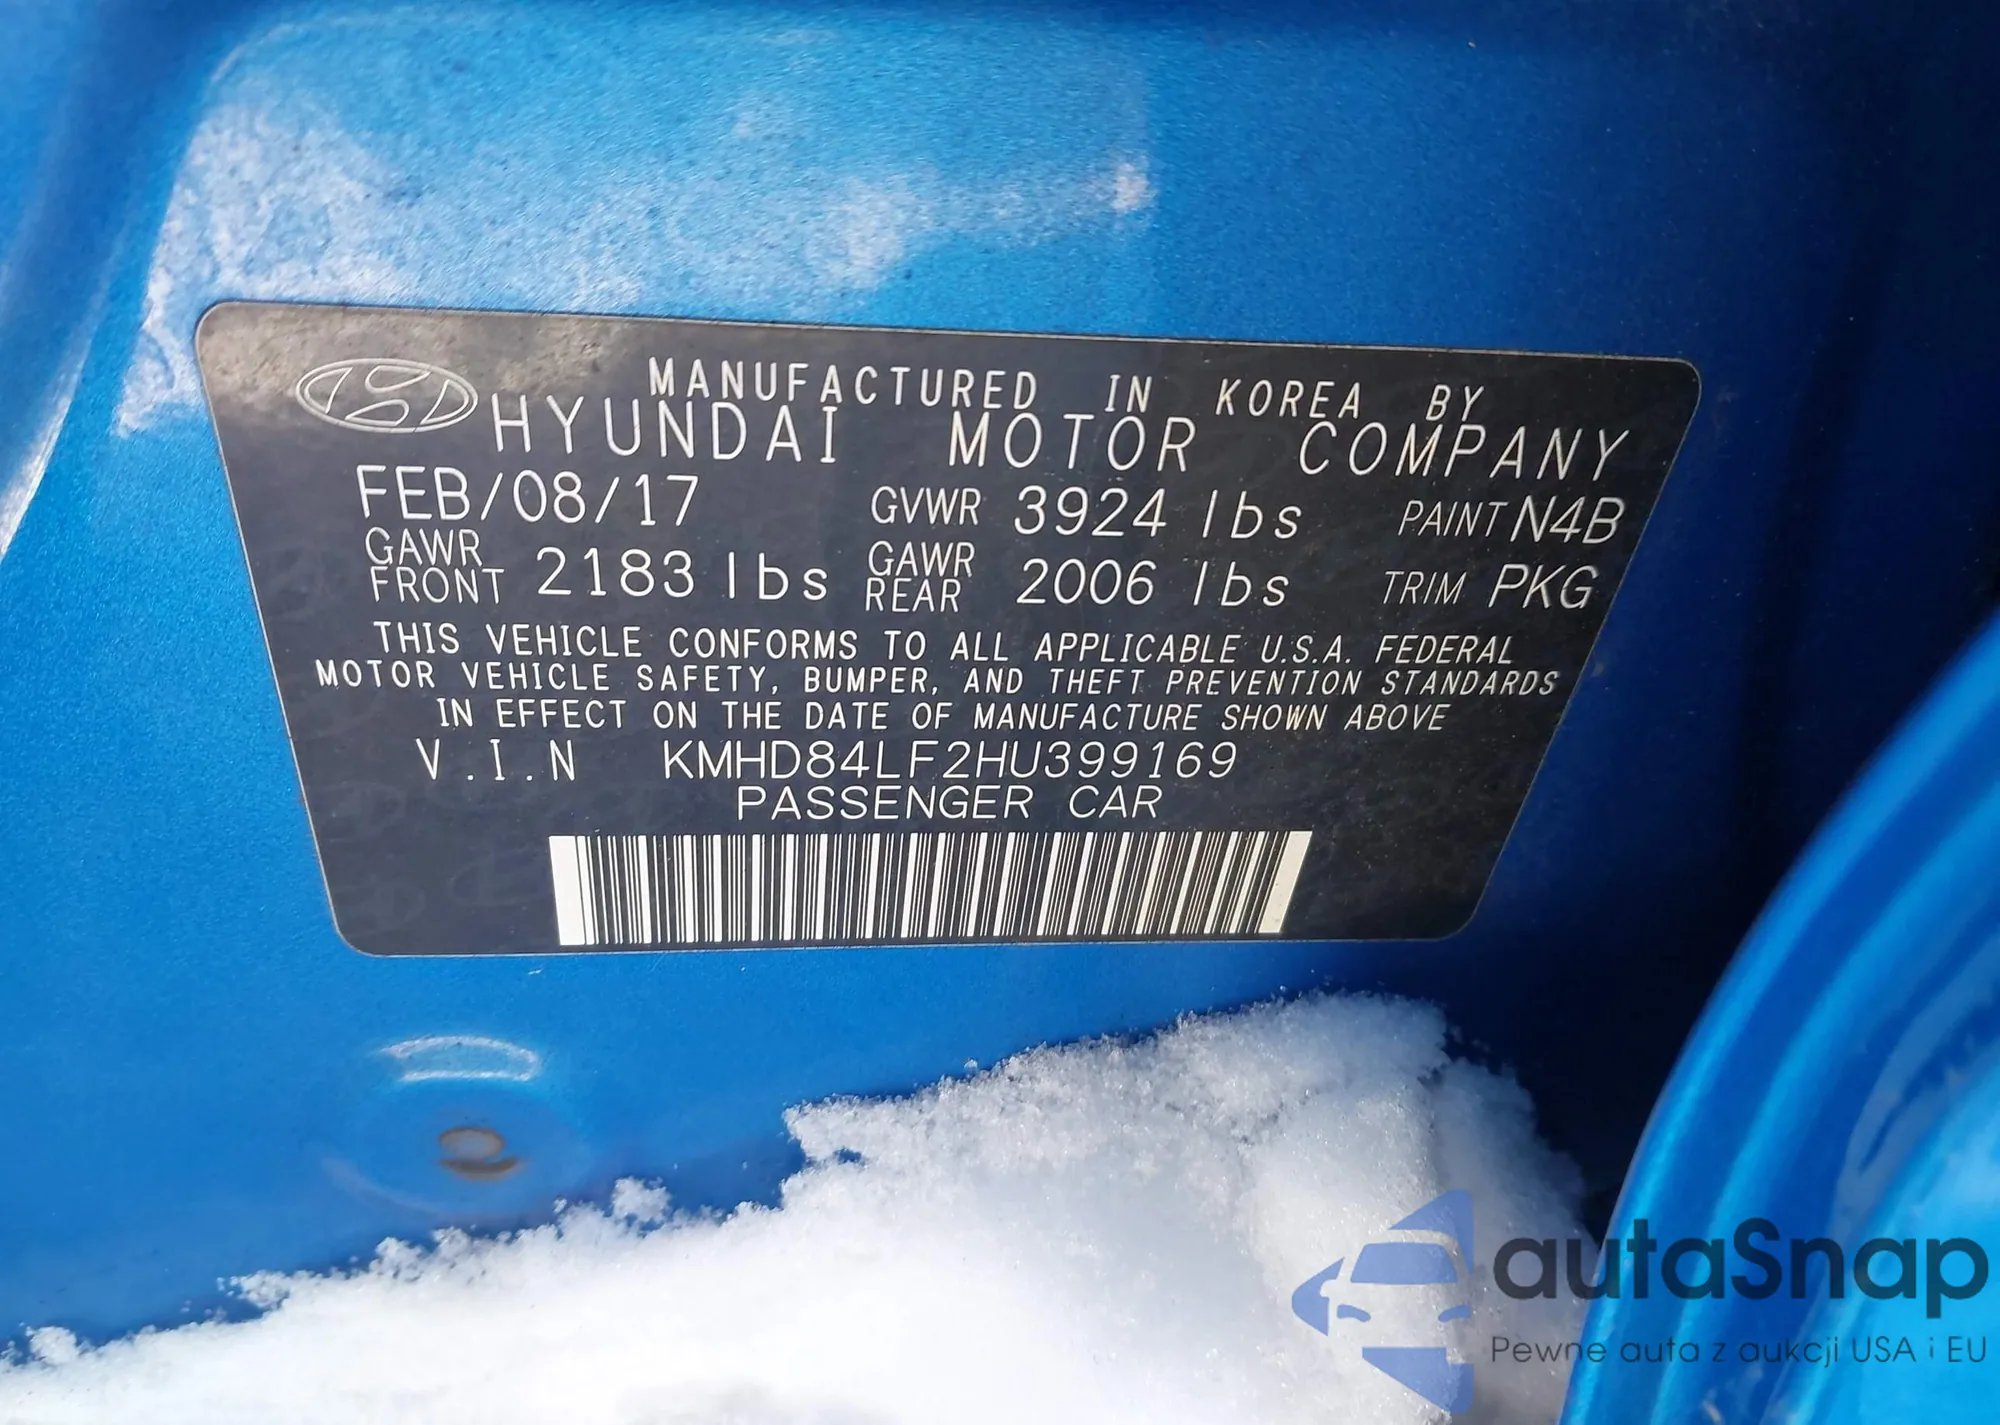 MANUFACTURED IN KOREA BY
HYUNDAI MOTOR COMPANY
FEB/08/17 GVWR 3924 lbs PAINT N4B
GAWR FRONT 2183 lbs GAWR REAR 2006 lbs TRIM PKG
THIS VEHICLE CONFORMS TO ALL APPLICABLE U.S.A. FEDERAL
MOTOR VEHICLE SAFETY, BUMPER, AND THEFT PREVENTION STANDARDS
IN EFFECT ON THE DATE OF MANUFACTURE SHOWN ABOVE
V.I.N KMHD84LF2HU399169
PASSENGER CAR
autaSnap
Pewne auta z aukcji USA i EU